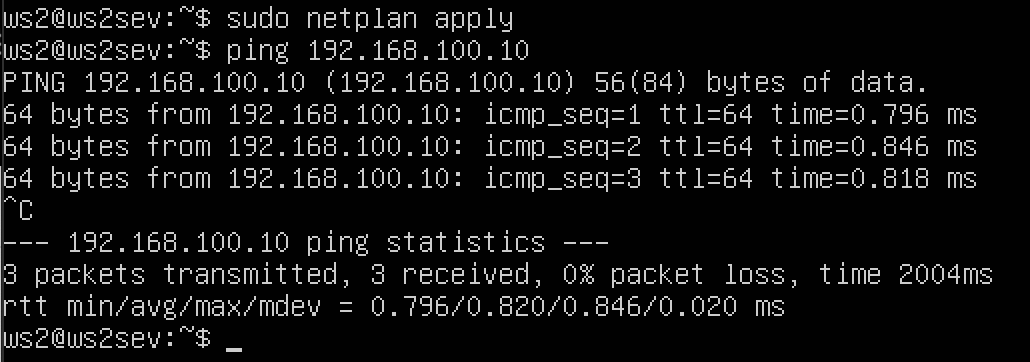 ws2@ws2sev:~$ sudo netplan apply
ws2@ws2sev:~$ ping 192.168.100.10
PING 192.168.100.10 (192.168.100.10) 56(84) bytes of data.
64 bytes from 192.168.100.10: icmp_seq=1 ttl=64 time=0.796 ms
64 bytes from 192.168.100.10: icmp_seq=2 ttl=64 time=0.846 ms
64 bytes from 192.168.100.10: icmp_seq=3 ttl=64 time=0.818 ms
^C
--- 192.168.100.10 ping statistics ---
3 packets transmitted, 3 received, 0% packet loss, time 2004ms
rtt min/avg/max/mdev = 0.796/0.820/0.846/0.020 ms
ws2@ws2sev:~$ _